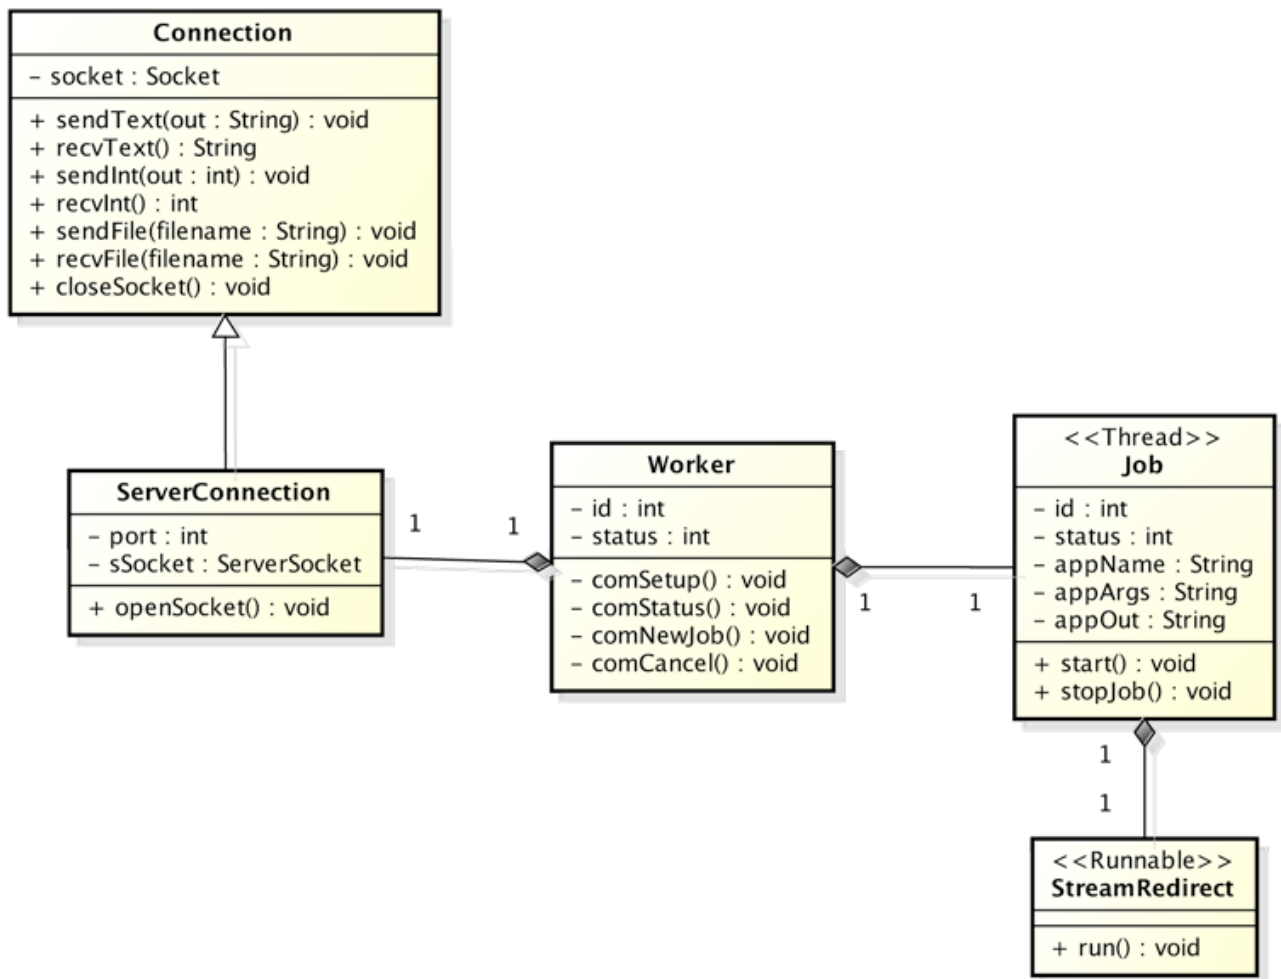 Connection
– socket : Socket
+ sendText(out : String) : void
+ recvText() : String
+ sendInt(out : int) : void
+ recvInt() : int
+ sendFile(filename : String) : void
+ recvFile(filename : String) : void
+ closeSocket() : void
ServerConnection
– port : int
– sSocket : ServerSocket
+ openSocket() : void
1
1
Worker
– id : int
– status : int
– comSetup() : void
– comStatus() : void
– comNewJob() : void
– comCancel() : void
1
1
<<Thread>>
Job
– id : int
– status : int
– appName : String
– appArgs : String
– appOut : String
+ start() : void
+ stopJob() : void
1
1
<<Runnable>>
StreamRedirect
+ run() : void